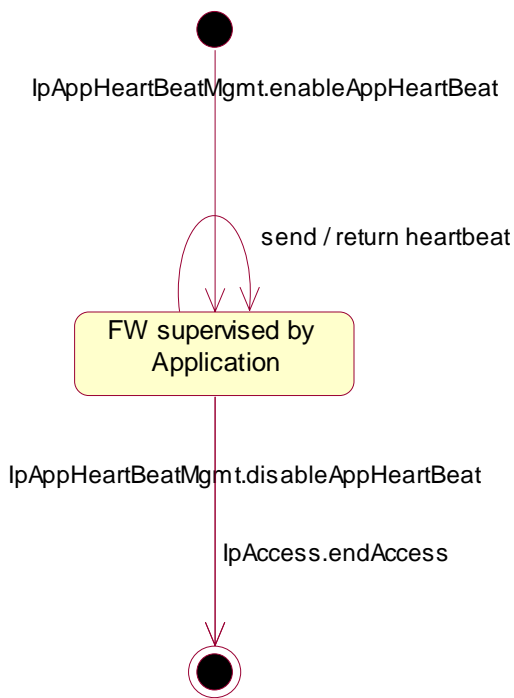 IpAppHeartBeatMgmt.enableAppHeartBeat
send / return heartbeat
FW supervised by
Application
IpAppHeartBeatMgmt.disableAppHeartBeat
IpAccess.endAccess